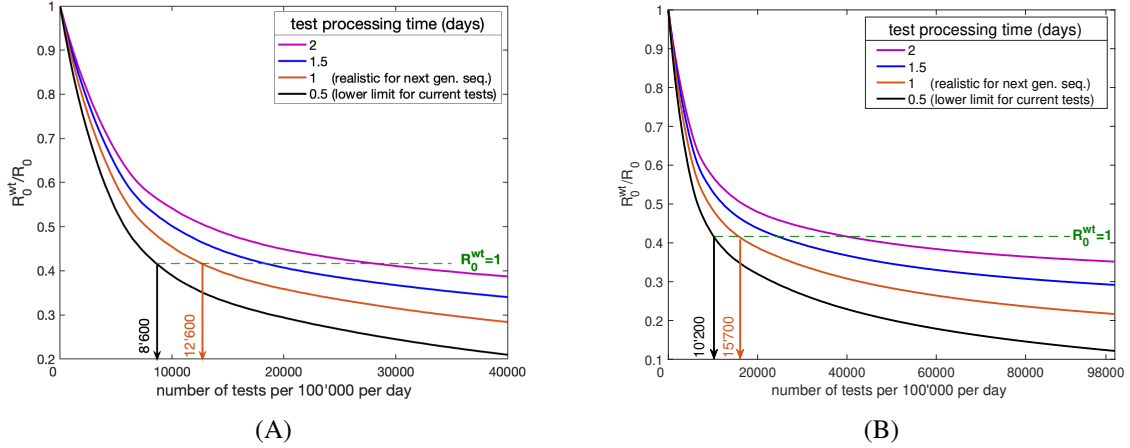 test processing time (days)
2
1.5
1 (realistic for next gen. seq.)
0.5 (lower limit for current tests)
1
0.9
0.8
0.7
0.6
0.5
0.4
0.3
0.2
R₀ʷᵗ/R₀
R₀ʷᵗ=1
8'600
12'600
0
10000
20000
30000
40000
number of tests per 100'000 per day
(A)
test processing time (days)
2
1.5
1 (realistic for next gen. seq.)
0.5 (lower limit for current tests)
1
0.9
0.8
0.7
0.6
0.5
0.4
0.3
0.2
0.1
R₀ʷᵗ/R₀
R₀ʷᵗ=1
10'200
15'700
0
20000
40000
60000
80000
98000
number of tests per 100'000 per day
(B)